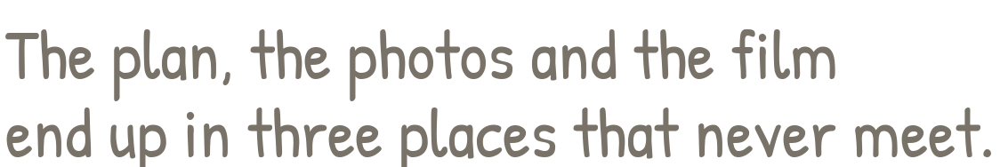 The plan, the photos and the film
end up in three places that never meet.